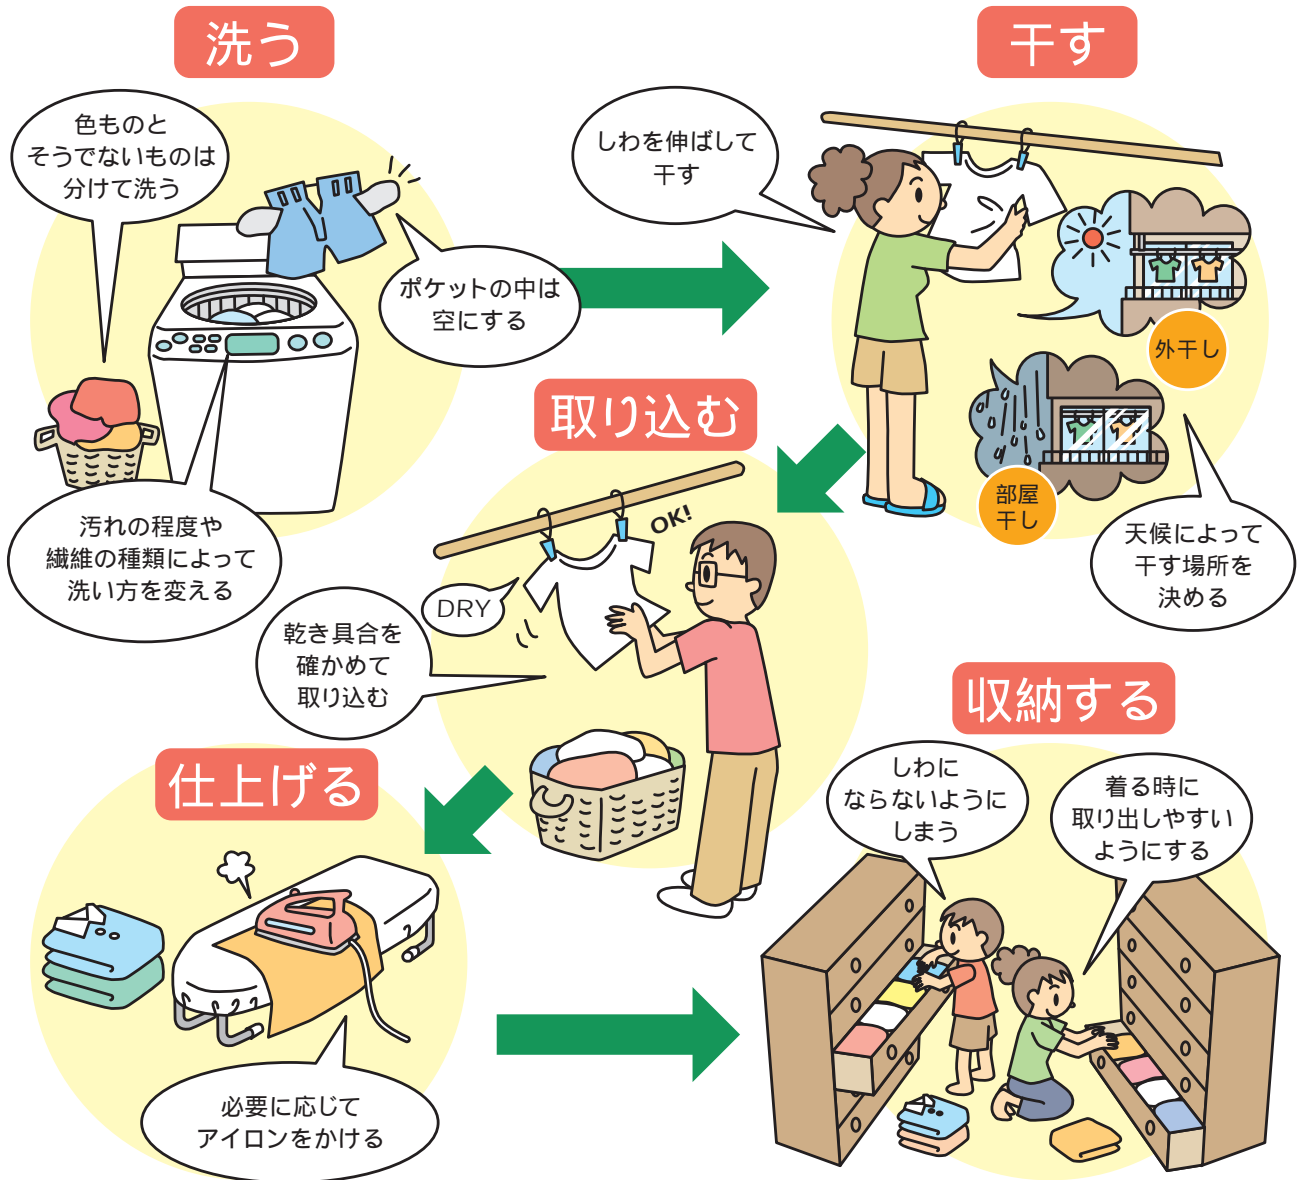 洗う
色ものと
そうでないものは
分けて洗う
ポケットの中は
空にする
汚れの程度や
繊維の種類によって
洗い方を変える
干す
しわを伸ばして
干す
外干し
部屋
干し
天候によって
干す場所を
決める
取り込む
OK!
DRY
乾き具合を
確かめて
取り込む
仕上げる
必要に応じて
アイロンをかける
収納する
しわに
ならないように
しまう
着る時に
取り出しやすい
ようにする